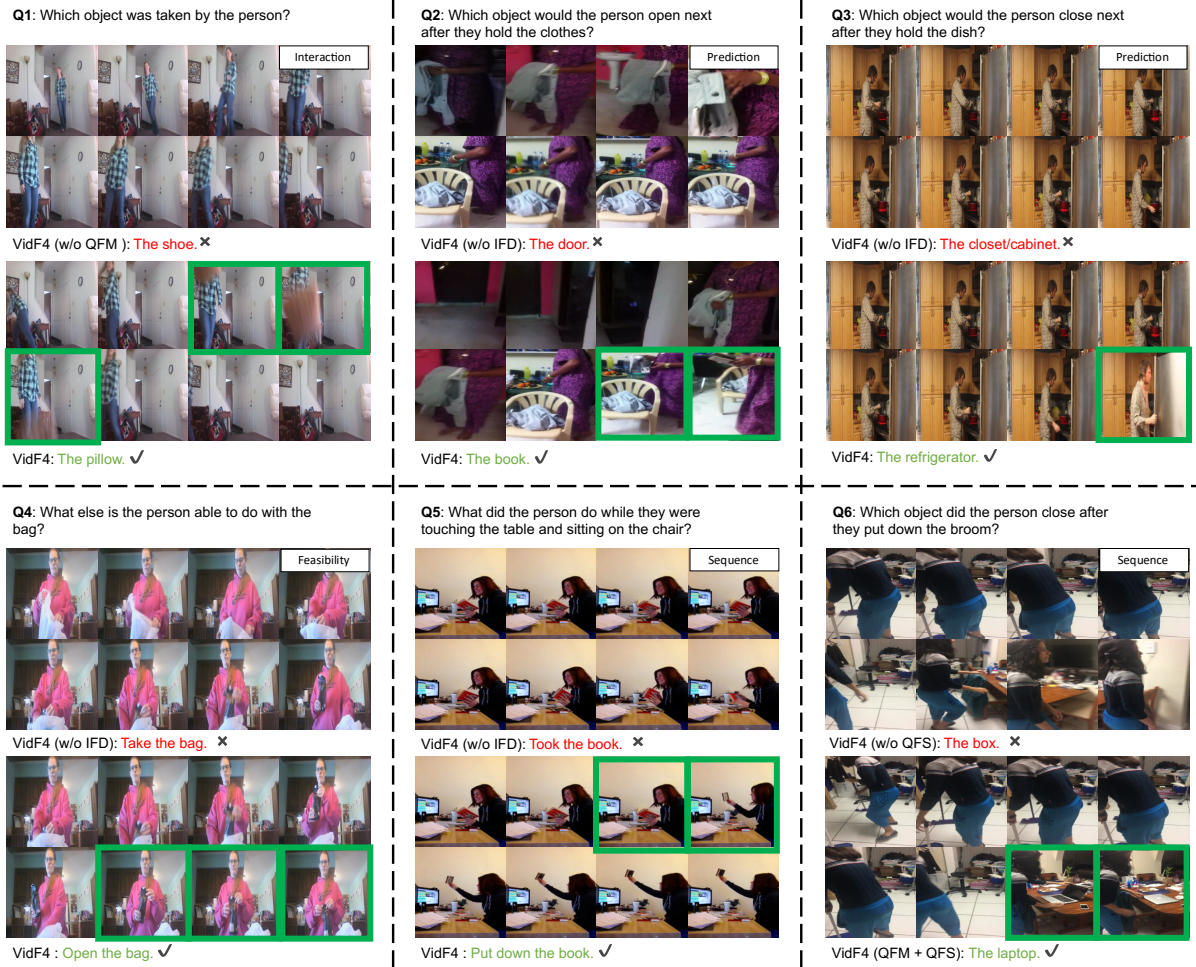 Q1: Which object was taken by the person?
Interaction
VidF4 (w/o QFM ): The shoe. ✖
VidF4: The pillow. ✓
Q2: Which object would the person open next
after they hold the clothes?
Prediction
VidF4 (w/o IFD): The door. ✖
VidF4: The book. ✓
Q3: Which object would the person close next
after they hold the dish?
Prediction
VidF4 (w/o IFD): The closet/cabinet. ✖
VidF4: The refrigerator. ✓
Q4: What else is the person able to do with the
bag?
Feasibility
VidF4 (w/o IFD): Take the bag. ✖
VidF4 : Open the bag. ✓
Q5: What did the person do while they were
touching the table and sitting on the chair?
Sequence
VidF4 (w/o IFD): Took the book. ✖
VidF4 : Put down the book. ✓
Q6: Which object did the person close after
they put down the broom?
Sequence
VidF4 (w/o QFS): The box. ✖
VidF4 (QFM + QFS): The laptop. ✓